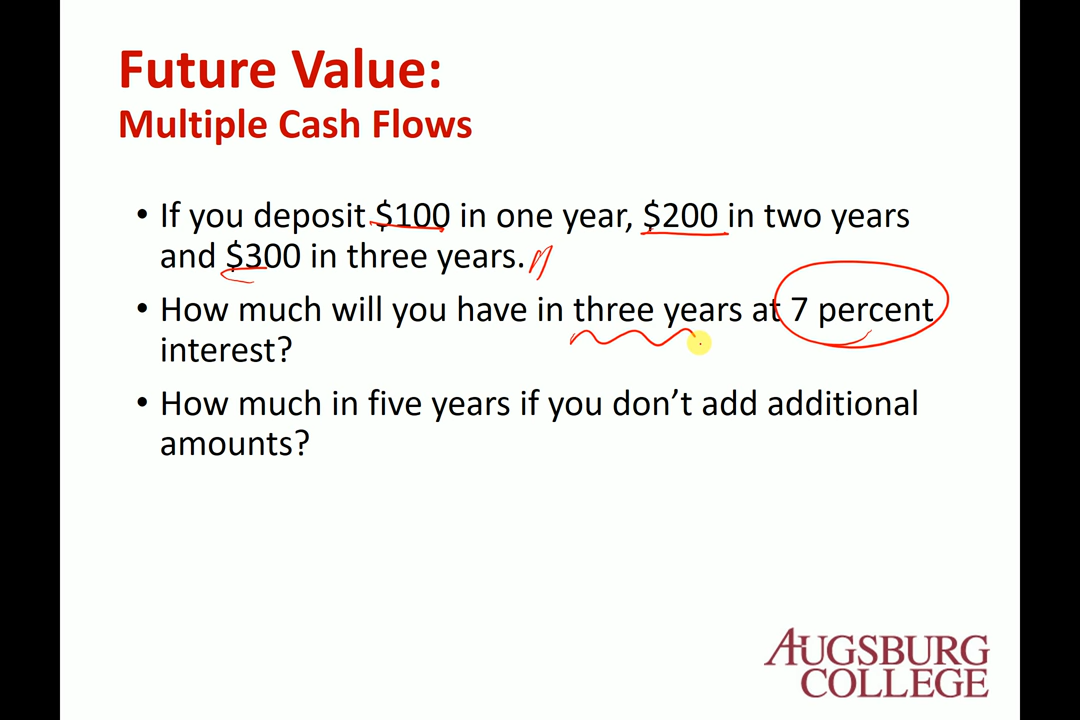 Future Value:
Multiple Cash Flows
• If you deposit $100 in one year, $200 in two years
and $300 in three years.
• How much will you have in three years at 7 percent
interest?
• How much in five years if you don’t add additional
amounts?
AUGSBURG
COLLEGE